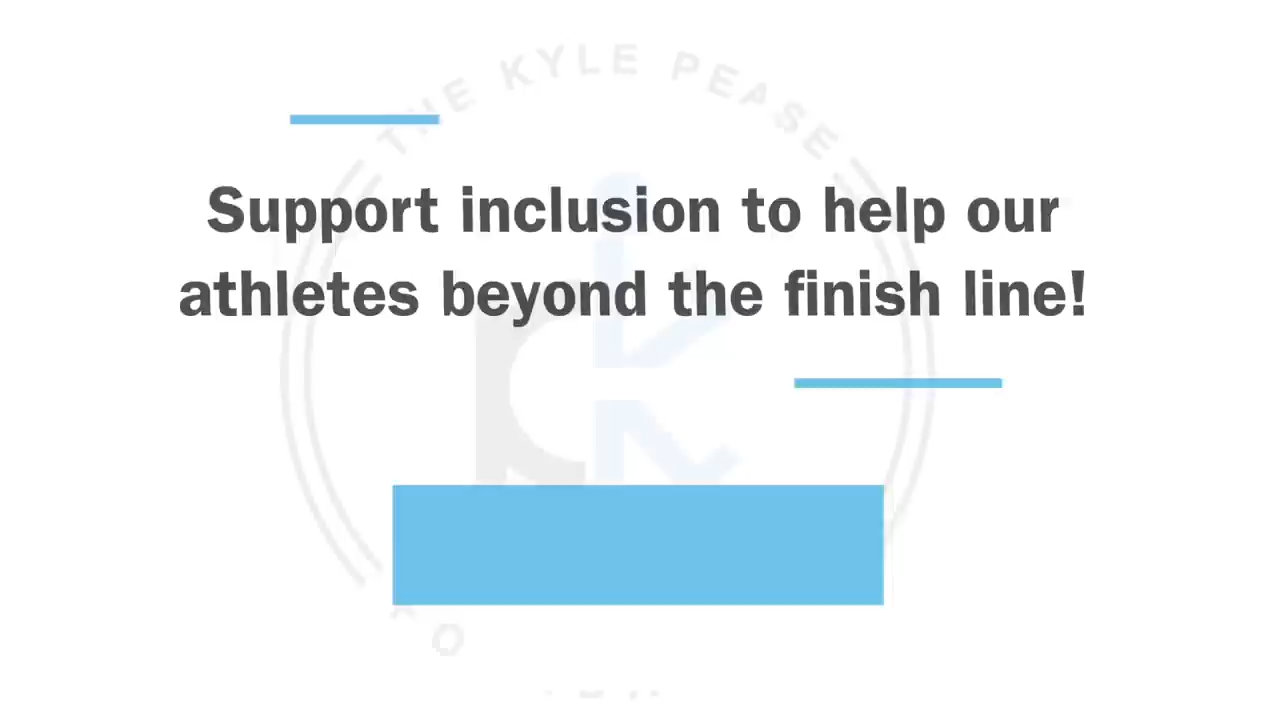 THE KYLE PEASE
Support inclusion to help our
athletes beyond the finish line!